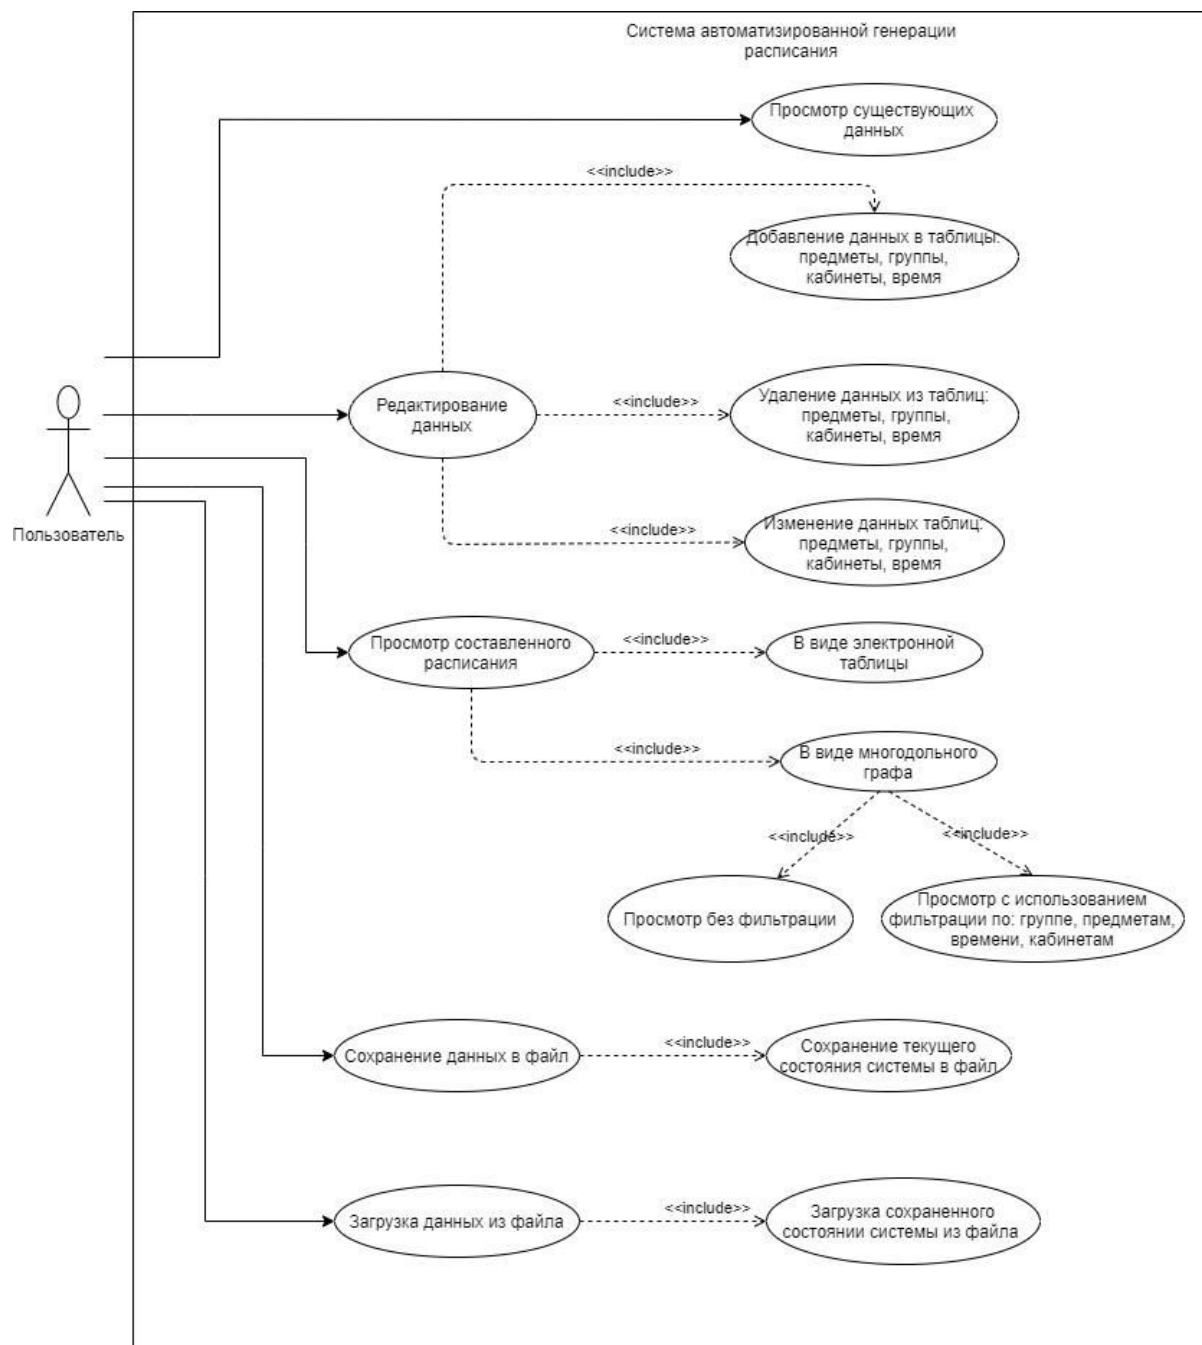 Система автоматизированной генерации
расписания
Просмотр существующих
данных
<<include>>
Добавление данных в таблицы:
предметы, группы,
кабинеты, время
Редактирование
данных
<<include>>
Удаление данных из таблиц:
предметы, группы,
кабинеты, время
Пользователь
<<include>>
Изменение данных таблиц:
предметы, группы,
кабинеты, время
Просмотр составленного
расписания
<<include>>
В виде электронной
таблицы
<<include>>
В виде многодольного
графа
<<include>>
<<include>>
Просмотр без фильтрации
Просмотр с использованием
фильтрации по: группе, предметам,
времени, кабинетам
Сохранение данных в файл
<<include>>
Сохранение текущего
состояния системы в файл
Загрузка данных из файла
<<include>>
Загрузка сохраненного
состоянии системы из файла